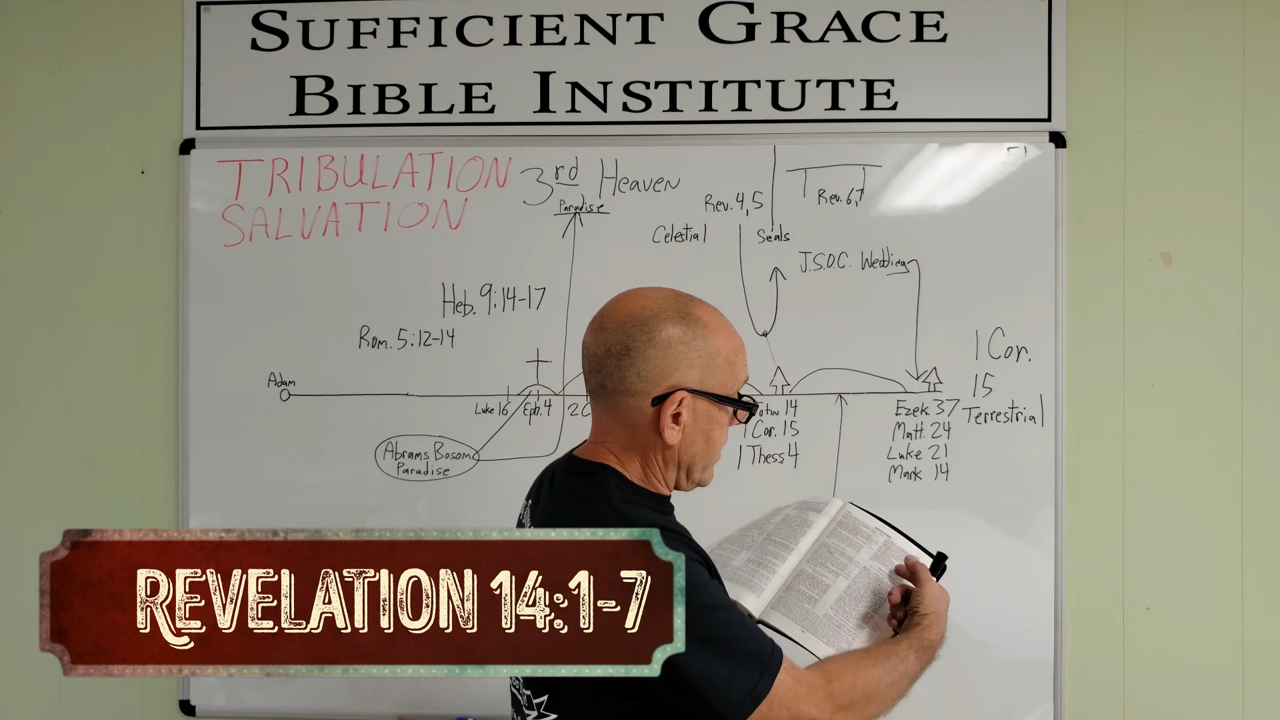 SUFFICIENT GRACE
BIBLE INSTITUTE
TRIBULATION
SALVATION
3rd Heaven
Paradise
Rev. 4,5
Rev. 6,7
Celestial
Seals
J.S.O.C. Wedding
Heb. 9:14-17
Rom. 5:12-14
1 Cor.
15
Terrestrial
Adam
Luke 16
Eph. 4
John 14
1 Cor. 15
1 Thess 4
Ezek 37
Matt. 24
Luke 21
Mark 14
Abrams Bosom
Paradise
REVELATION 14:1-7